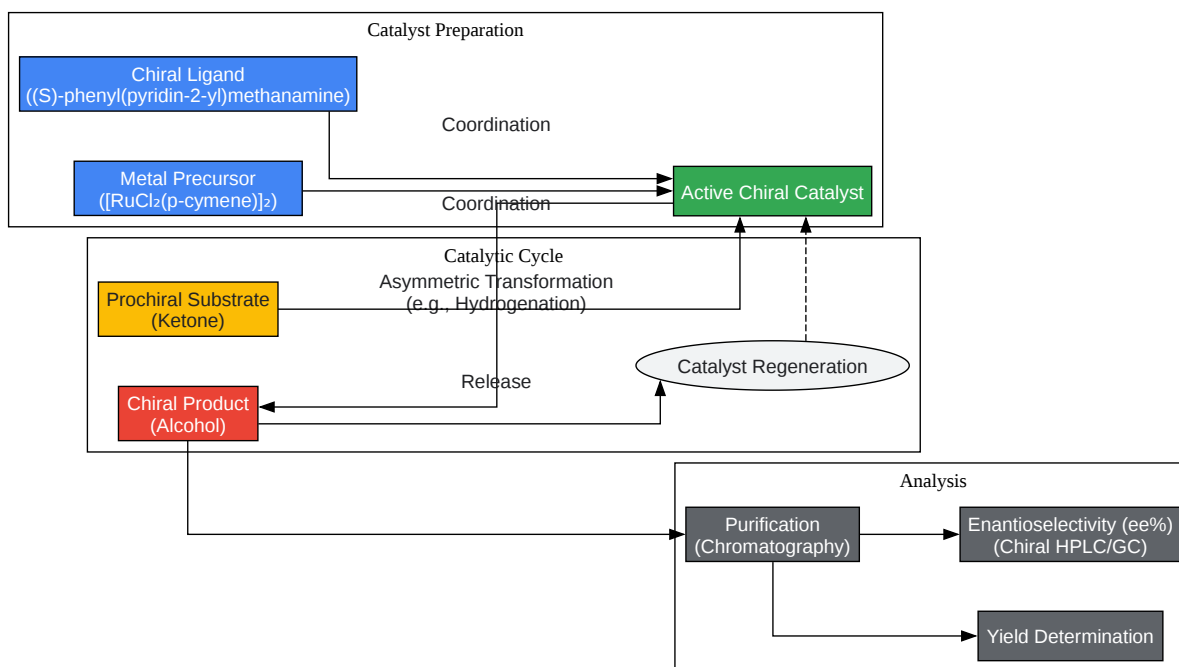 Catalyst Preparation
Chiral Ligand
((S)-phenyl(pyridin-2-yl)methanamine)
Coordination
Metal Precursor
([RuCl₂(p-cymene)]₂)
Active Chiral Catalyst
Coordination
Catalytic Cycle
Asymmetric Transformation
(e.g., Hydrogenation)
Prochiral Substrate
(Ketone)
Catalyst Regeneration
Release
Chiral Product
(Alcohol)
Analysis
Purification
(Chromatography)
Enantioselectivity (ee%)
(Chiral HPLC/GC)
Yield Determination